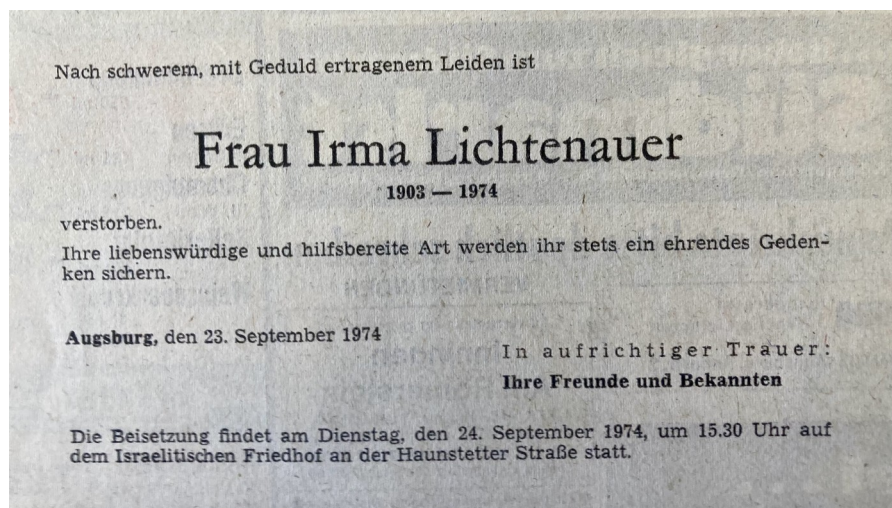 Nach schwerem, mit Geduld ertragenem Leiden ist
Frau Irma Lichtenauer
1903 — 1974
verstorben.
Ihre liebenswürdige und hilfsbereite Art werden ihr stets ein ehrendes Geden-
ken sichern.
Augsburg, den 23. September 1974
In aufrichtiger Trauer:
Ihre Freunde und Bekannten
Die Beisetzung findet am Dienstag, den 24. September 1974, um 15.30 Uhr auf
dem Israelitischen Friedhof an der Haunstetter Straße statt.